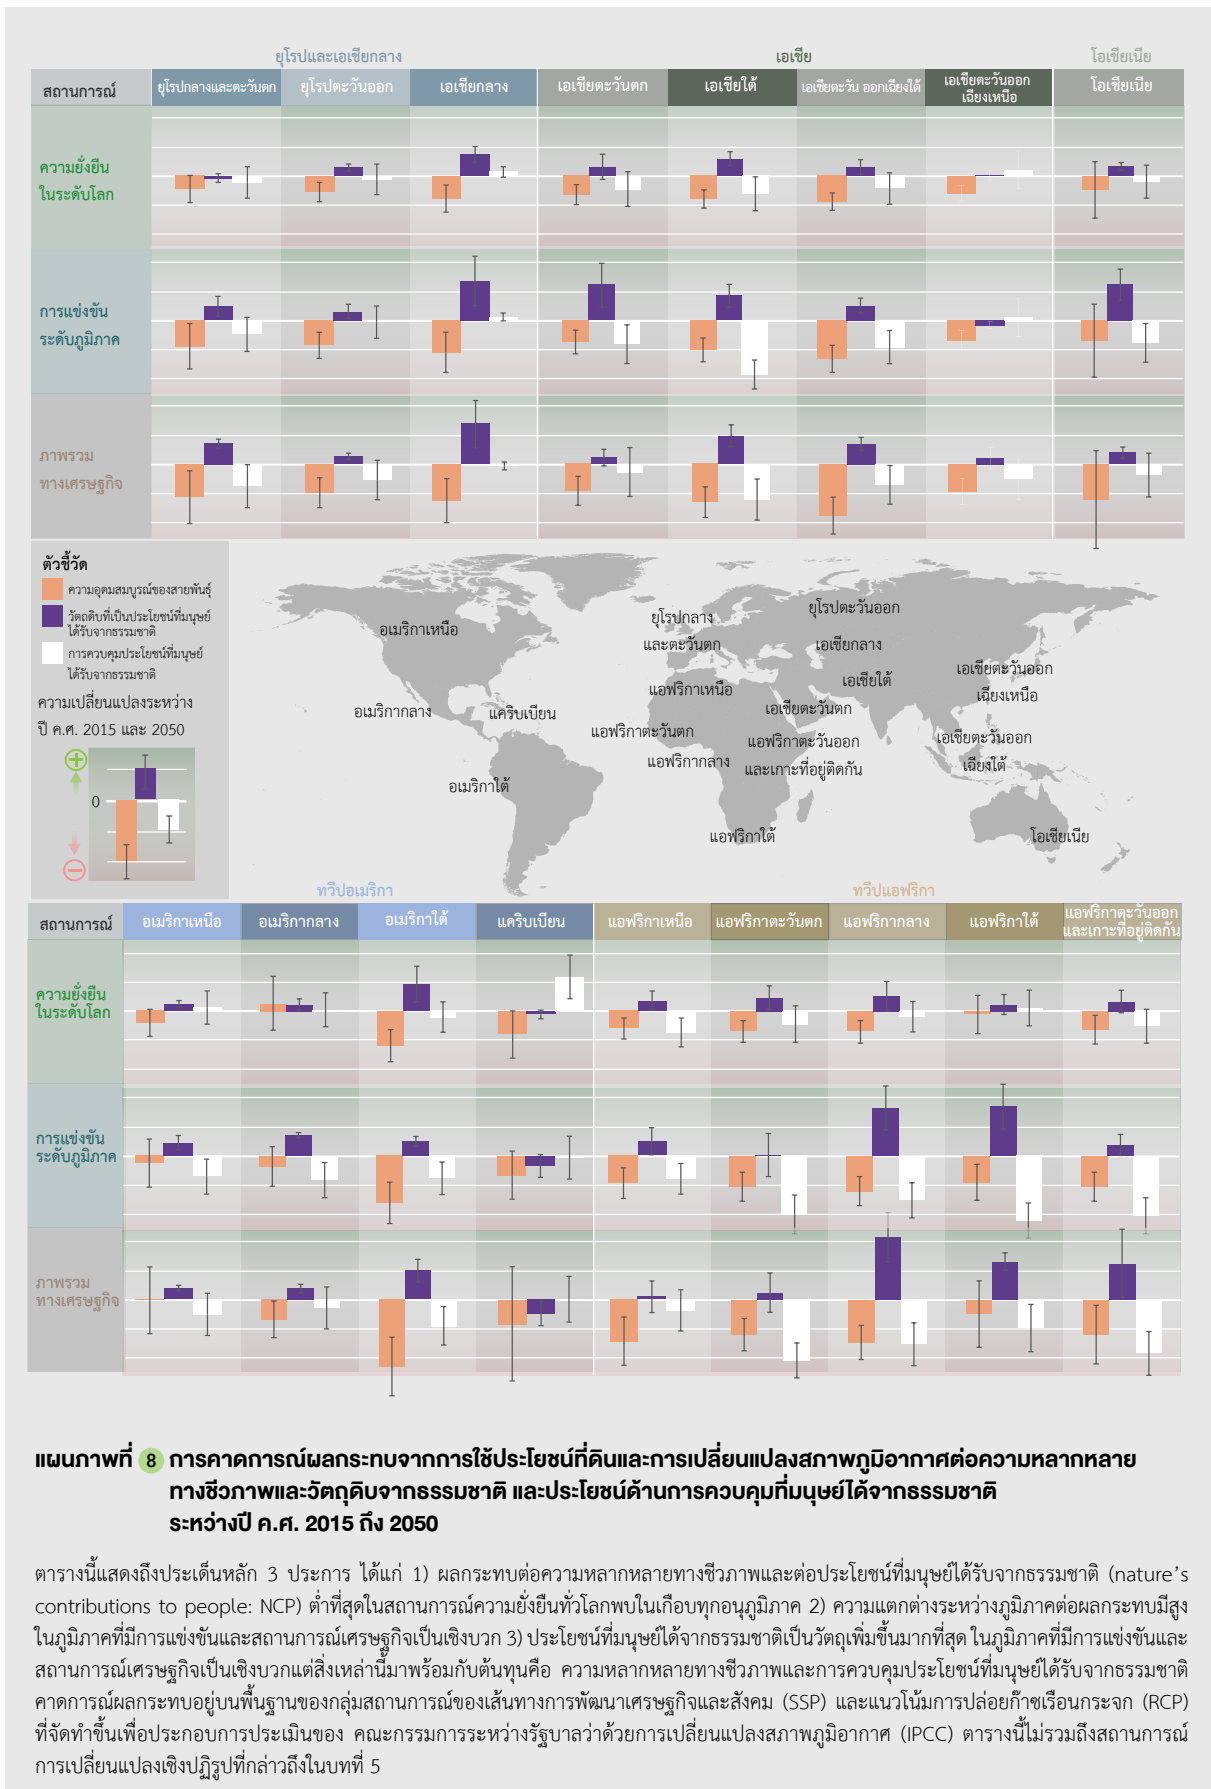 ยุโรปและเอเชียกลาง
เอเชีย
โอเชียเนีย
สถานการณ์
ยุโรปกลางและตะวันตก
ยุโรปตะวันออก
เอเชียกลาง
เอเชียตะวันตก
เอเชียใต้
เอเชียตะวัน ออกเฉียงใต้
เอเชียตะวันออก
เฉียงเหนือ
โอเชียเนีย
ความยั่งยืน
ในระดับโลก
การแข่งขัน
ระดับภูมิภาค
ภาพรวม
ทางเศรษฐกิจ
ตัวชี้วัด
ความอุดมสมบูรณ์ของสายพันธุ์
วัตถดิบที่เป็นประโยชน์ที่มนุษย์
ได้รับจากธรรมชาติ
การควบคุมประโยชน์ที่มนุษย์
ได้รับจากธรรมชาติ
ความเปลี่ยนแปลงระหว่าง
ปี ค.ศ. 2015 และ 2050
0
อเมริกาเหนือ
อเมริกากลาง
แคริบเบียน
อเมริกาใต้
ยุโรปกลาง
และตะวันตก
ยุโรปตะวันออก
เอเชียกลาง
เอเชียใต้
เอเชียตะวันออก
เฉียงเหนือ
แอฟริกาเหนือ
เอเชียตะวันตก
แอฟริกาตะวันตก
แอฟริกาตะวันออก
และเกาะที่อยู่ติดกัน
แอฟริกากลาง
เอเชียตะวันออก
เฉียงใต้
แอฟริกาใต้
โอเชียเนีย
ทวีปอเมริกา
ทวีปแอฟริกา
สถานการณ์
อเมริกาเหนือ
อเมริกากลาง
อเมริกาใต้
แคริบเบียน
แอฟริกาเหนือ
แอฟริกาตะวันตก
แอฟริกากลาง
แอฟริกาใต้
แอฟริกาตะวันออก
และเกาะที่อยู่ติดกัน
ความยั่งยืน
ในระดับโลก
การแข่งขัน
ระดับภูมิภาค
ภาพรวม
ทางเศรษฐกิจ
แผนภาพที่ 8 การคาดการณ์ผลกระทบจากการใช้ประโยชน์ที่ดินและการเปลี่ยนแปลงสภาพภูมิอากาศต่อความหลากหลาย
ทางชีวภาพและวัตถุดิบจากธรรมชาติ และประโยชน์ด้านการควบคุมที่มนุษย์ได้จากธรรมชาติ
ระหว่างปี ค.ศ. 2015 ถึง 2050
ตารางนี้แสดงถึงประเด็นหลัก 3 ประการ ได้แก่ 1) ผลกระทบต่อความหลากหลายทางชีวภาพและต่อประโยชน์ที่มนุษย์ได้รับจากธรรมชาติ (nature's
contributions to people: NCP) ต่ำที่สุดในสถานการณ์ความยั่งยืนทั่วโลกพบในเกือบทุกอนุภูมิภาค 2) ความแตกต่างระหว่างภูมิภาคต่อผลกระทบมีสูง
ในภูมิภาคที่มีการแข่งขันและสถานการณ์เศรษฐกิจเป็นเชิงบวก 3) ประโยชน์ที่มนุษย์ได้จากธรรมชาติเป็นวัตถุเพิ่มขึ้นมากที่สุด ในภูมิภาคที่มีการแข่งขันและ
สถานการณ์เศรษฐกิจเป็นเชิงบวกแต่สิ่งเหล่านี้มาพร้อมกับต้นทุนคือ ความหลากหลายทางชีวภาพและการควบคุมประโยชน์ที่มนุษย์ได้รับจากธรรมชาติ
คาดการณ์ผลกระทบอยู่บนพื้นฐานของกลุ่มสถานการณ์ของเส้นทางการพัฒนาเศรษฐกิจและสังคม (SSP) และแนวโน้มการปล่อยก๊าซเรือนกระจก (RCP)
ที่จัดทำขึ้นเพื่อประกอบการประเมินของ คณะกรรมการระหว่างรัฐบาลว่าด้วยการเปลี่ยนแปลงสภาพภูมิอากาศ (IPCC) ตารางนี้ไม่รวมถึงสถานการณ์
การเปลี่ยนแปลงเชิงปฏิรูปที่กล่าวถึงในบทที่ 5